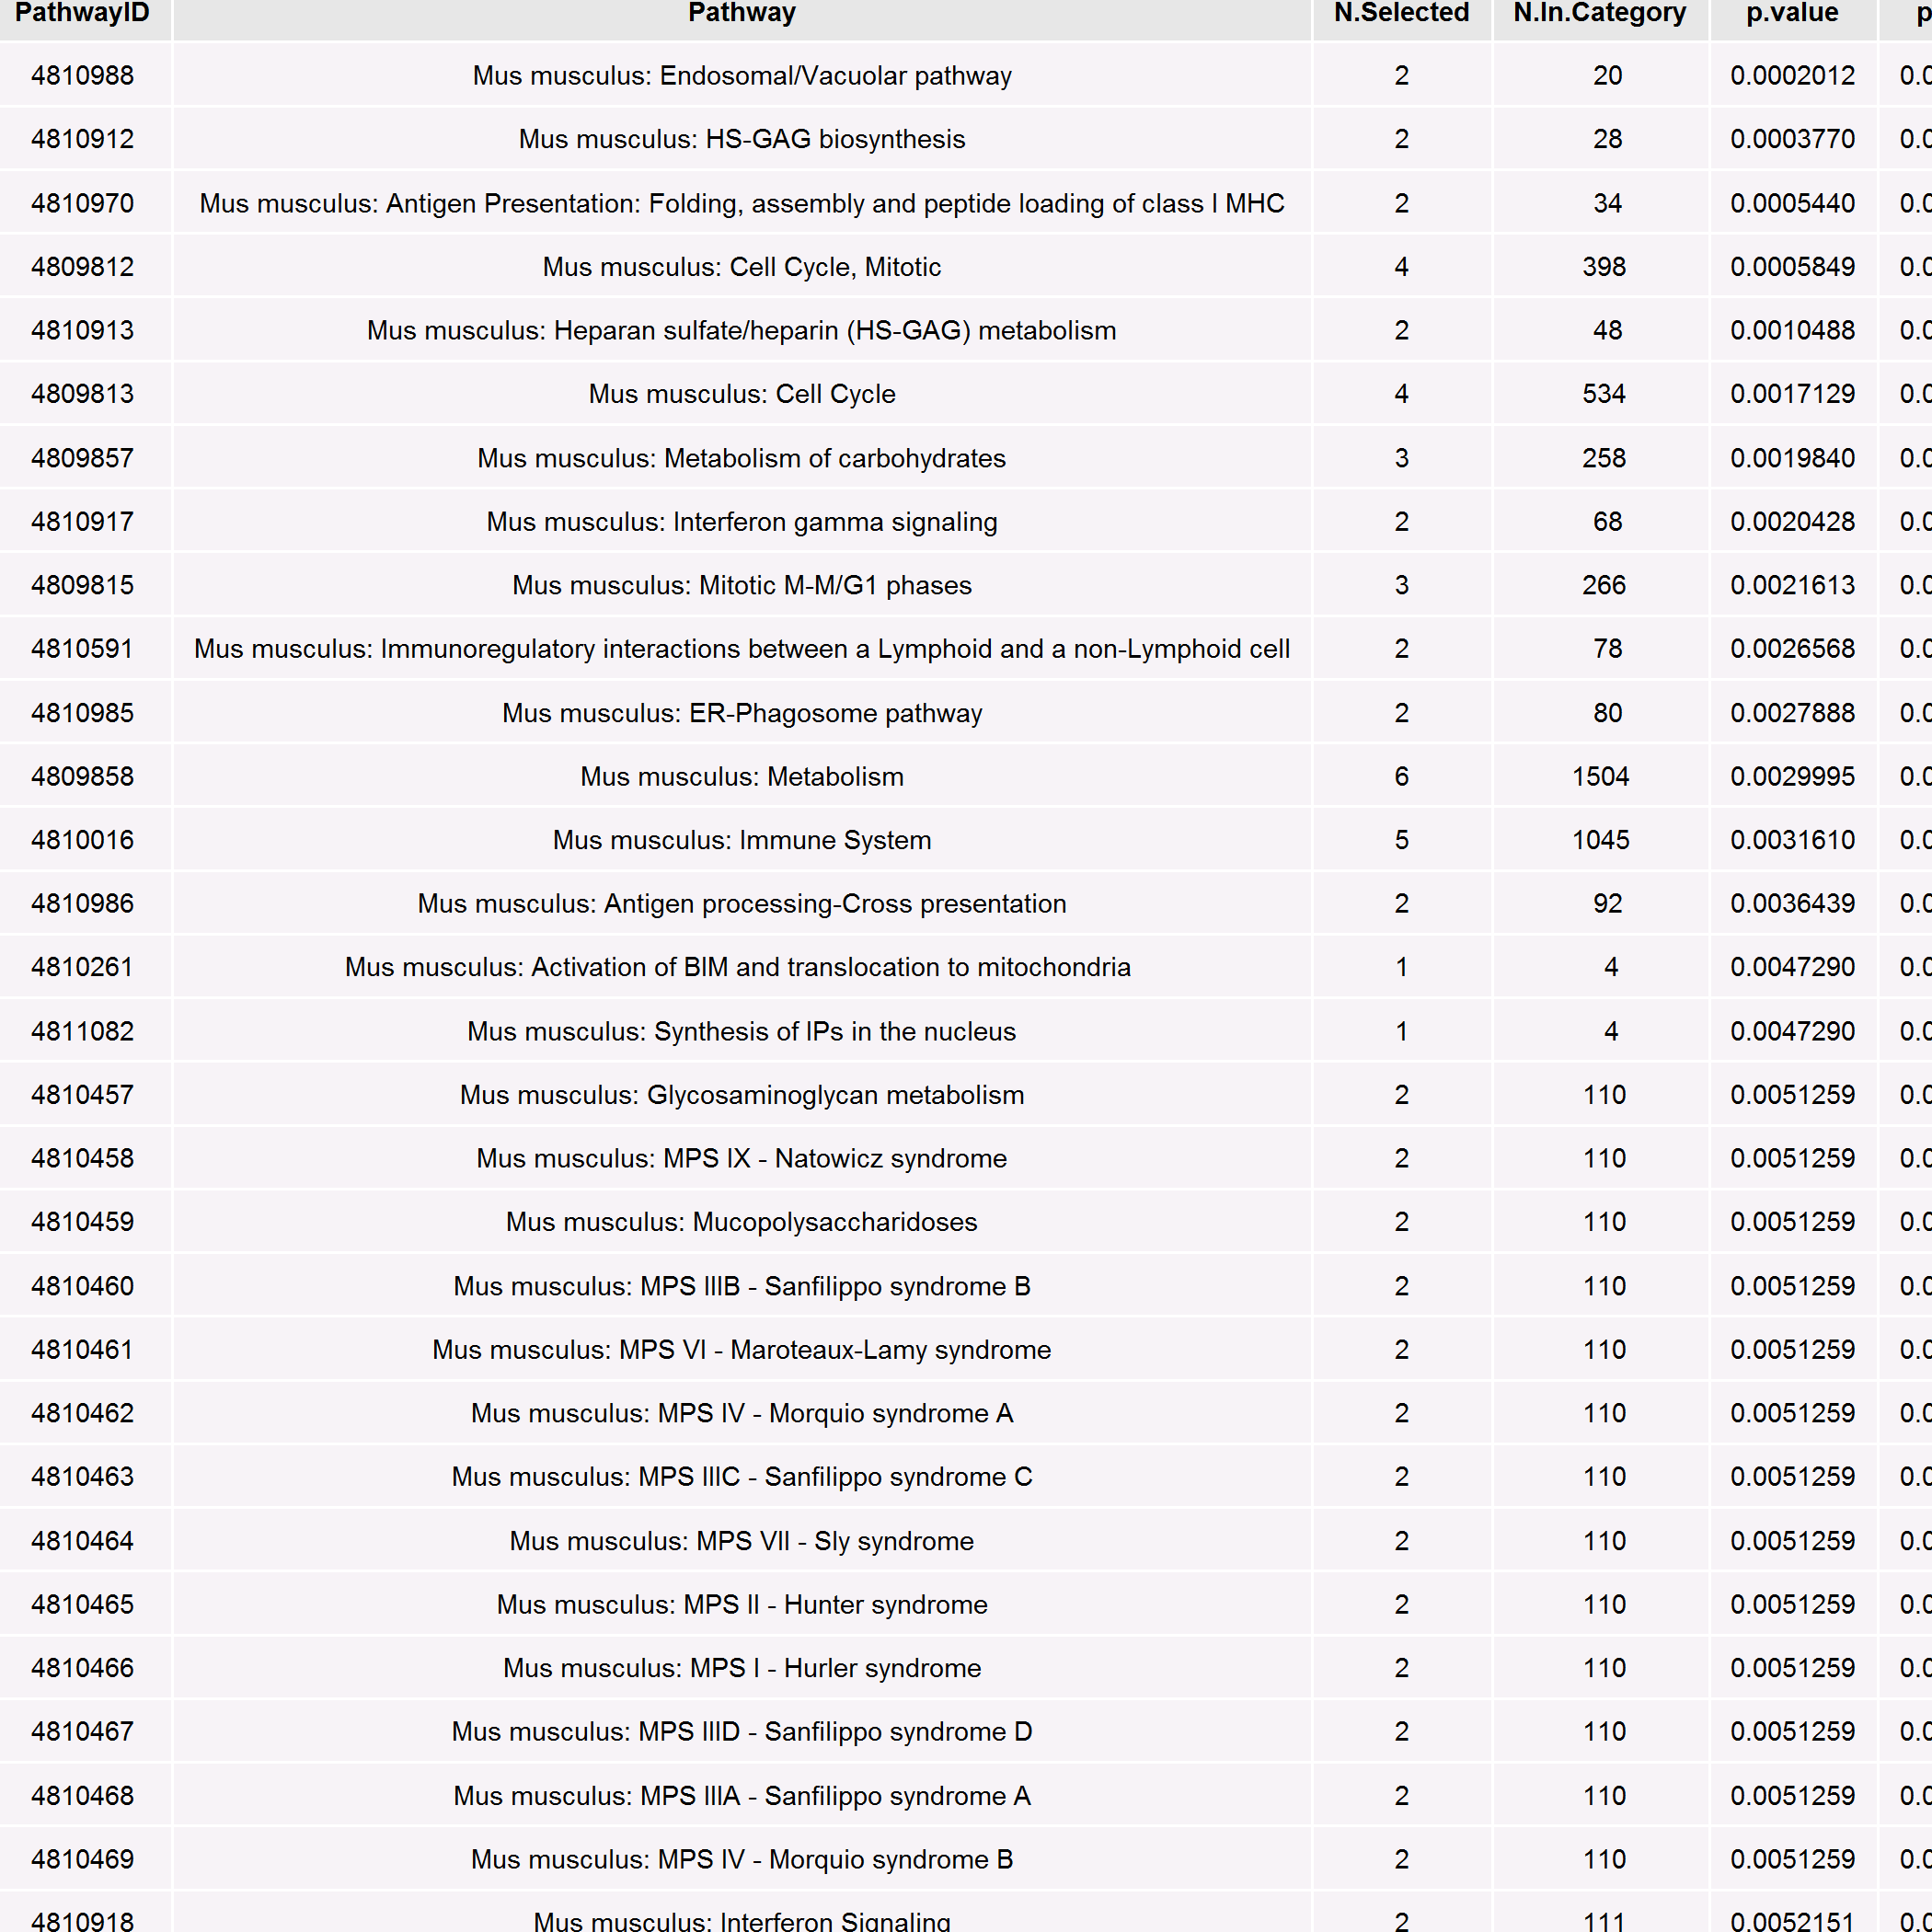 PathwayID Pathway N.Selected N.In.Category p.value p
4810988 Mus musculus: Endosomal/Vacuolar pathway 2 20 0.0002012 0.0
4810912 Mus musculus: HS-GAG biosynthesis 2 28 0.0003770 0.0
4810970 Mus musculus: Antigen Presentation: Folding, assembly and peptide loading of class I MHC 2 34 0.0005440 0.0
4809812 Mus musculus: Cell Cycle, Mitotic 4 398 0.0005849 0.0
4810913 Mus musculus: Heparan sulfate/heparin (HS-GAG) metabolism 2 48 0.0010488 0.0
4809813 Mus musculus: Cell Cycle 4 534 0.0017129 0.0
4809857 Mus musculus: Metabolism of carbohydrates 3 258 0.0019840 0.0
4810917 Mus musculus: Interferon gamma signaling 2 68 0.0020428 0.0
4809815 Mus musculus: Mitotic M-M/G1 phases 3 266 0.0021613 0.0
4810591 Mus musculus: Immunoregulatory interactions between a Lymphoid and a non-Lymphoid cell 2 78 0.0026568 0.0
4810985 Mus musculus: ER-Phagosome pathway 2 80 0.0027888 0.0
4809858 Mus musculus: Metabolism 6 1504 0.0029995 0.0
4810016 Mus musculus: Immune System 5 1045 0.0031610 0.0
4810986 Mus musculus: Antigen processing-Cross presentation 2 92 0.0036439 0.0
4810261 Mus musculus: Activation of BIM and translocation to mitochondria 1 4 0.0047290 0.0
4811082 Mus musculus: Synthesis of IPs in the nucleus 1 4 0.0047290 0.0
4810457 Mus musculus: Glycosaminoglycan metabolism 2 110 0.0051259 0.0
4810458 Mus musculus: MPS IX - Natowicz syndrome 2 110 0.0051259 0.0
4810459 Mus musculus: Mucopolysaccharidoses 2 110 0.0051259 0.0
4810460 Mus musculus: MPS IIIB - Sanfilippo syndrome B 2 110 0.0051259 0.0
4810461 Mus musculus: MPS VI - Maroteaux-Lamy syndrome 2 110 0.0051259 0.0
4810462 Mus musculus: MPS IV - Morquio syndrome A 2 110 0.0051259 0.0
4810463 Mus musculus: MPS IIIC - Sanfilippo syndrome C 2 110 0.0051259 0.0
4810464 Mus musculus: MPS VII - Sly syndrome 2 110 0.0051259 0.0
4810465 Mus musculus: MPS II - Hunter syndrome 2 110 0.0051259 0.0
4810466 Mus musculus: MPS I - Hurler syndrome 2 110 0.0051259 0.0
4810467 Mus musculus: MPS IIID - Sanfilippo syndrome D 2 110 0.0051259 0.0
4810468 Mus musculus: MPS IIIA - Sanfilippo syndrome A 2 110 0.0051259 0.0
4810469 Mus musculus: MPS IV - Morquio syndrome B 2 110 0.0051259 0.0
4810918 Mus musculus: Interferon Signaling 2 111 0.0052151 0.0